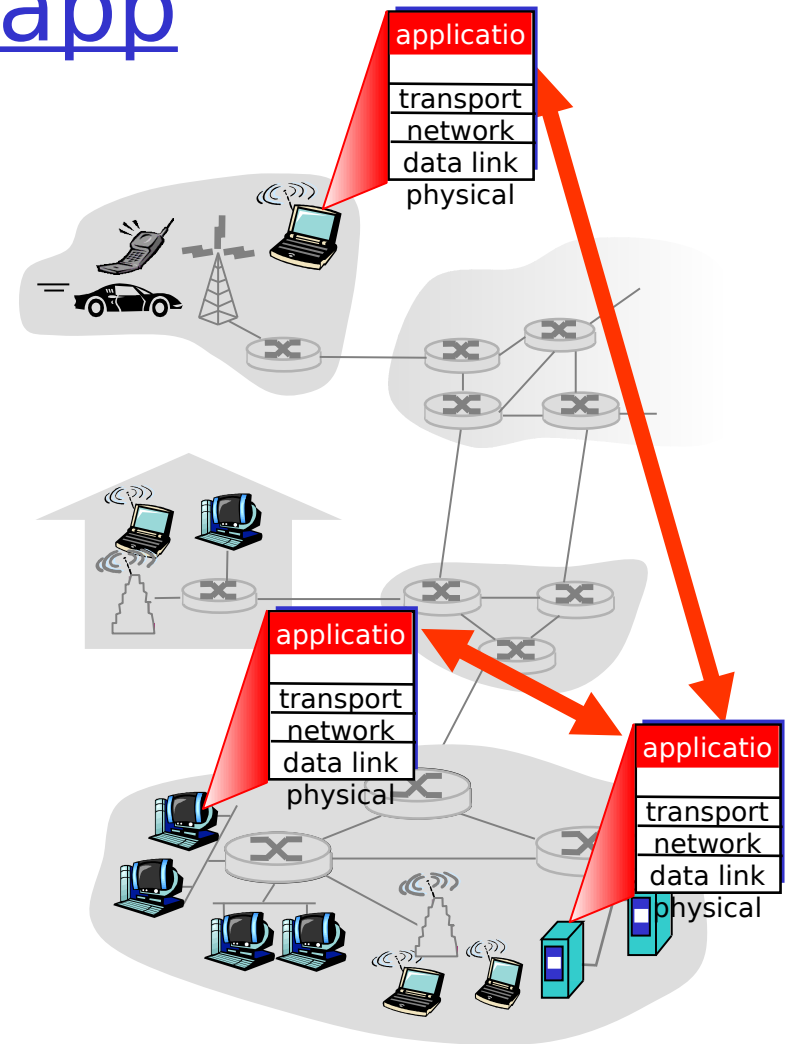 app
applicatio
transport
network
data link
physical
applicatio
transport
network
data link
physical
applicatio
transport
network
data link
physical